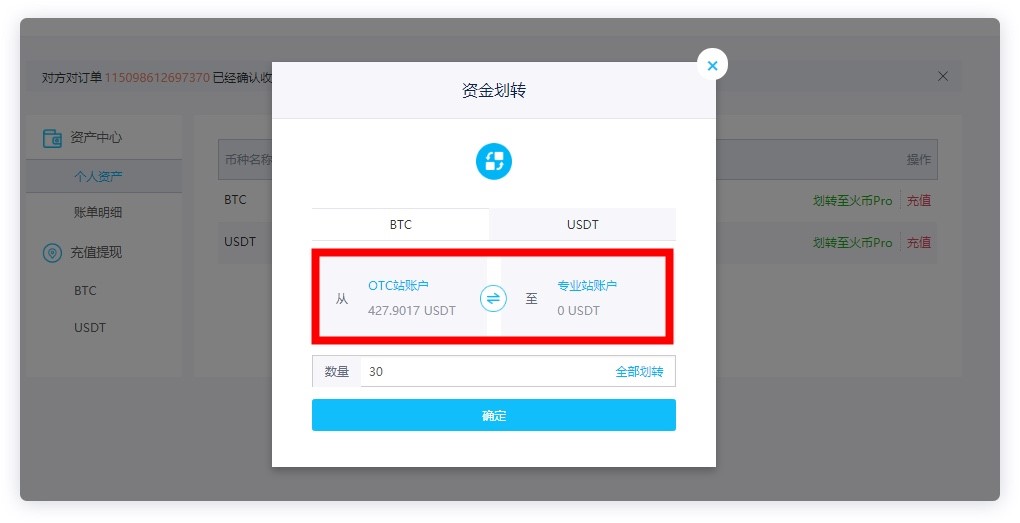 对方对订单 115098612697370 已经确认收
资金划转
资产中心
个人资产
账单明细
充值提现
BTC
USDT
币种名称
操作
BTC
划转至火币Pro
充值
USDT
划转至火币Pro
充值
BTC
USDT
从
OTC站账户
427.9017 USDT
至
专业站账户
0 USDT
数量
30
全部划转
确定